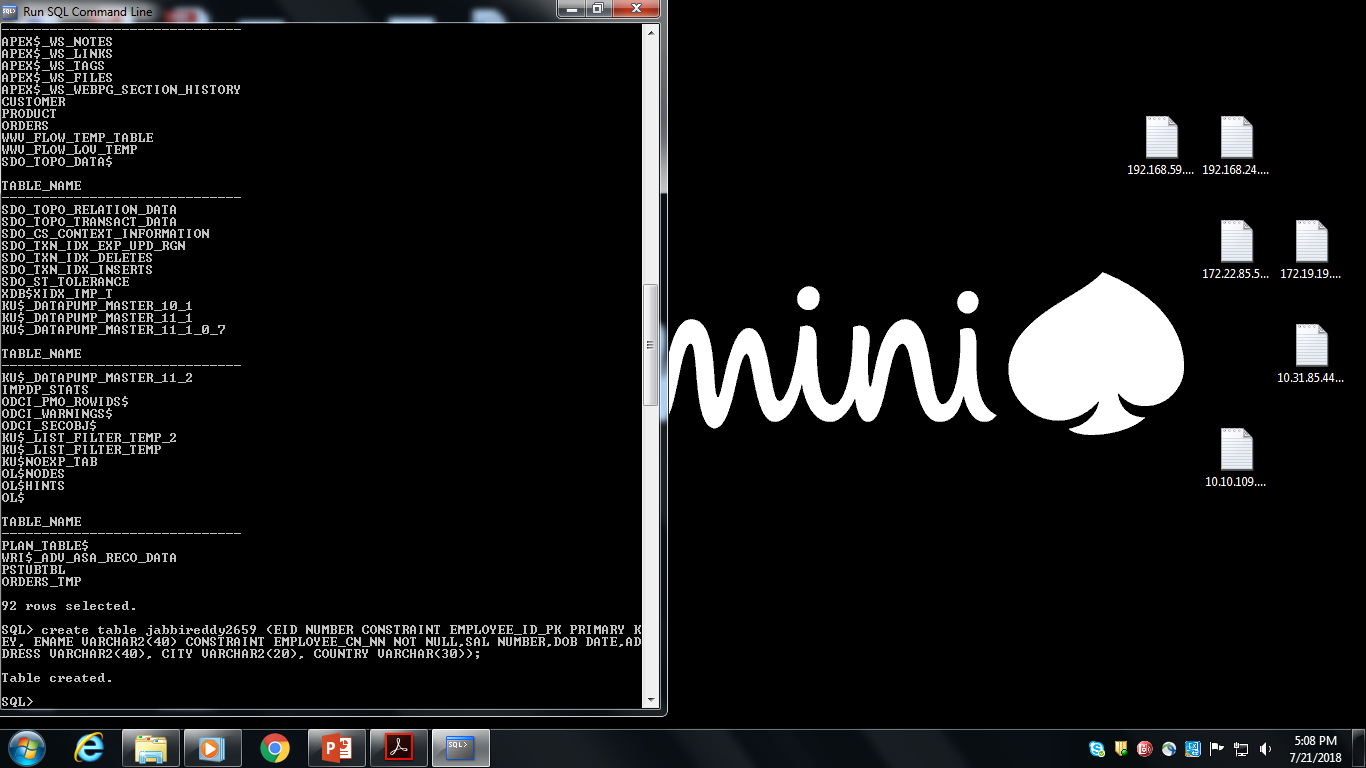 Run SQL Command Line
------------------------------
APEX$_WS_NOTES
APEX$_WS_LINKS
APEX$_WS_TAGS
APEX$_WS_FILES
APEX$_WS_WEBPG_SECTION_HISTORY
CUSTOMER
PRODUCT
ORDERS
WWV_FLOW_TEMP_TABLE
WWV_FLOW_LOV_TEMP
SDO_TOPO_DATA$
TABLE_NAME
------------------------------
SDO_TOPO_RELATION_DATA
SDO_TOPO_TRANSACT_DATA
SDO_CS_CONTEXT_INFORMATION
SDO_TXN_IDX_EXP_UPD_RGN
SDO_TXN_IDX_DELETES
SDO_TXN_IDX_INSERTS
SDO_ST_TOLERANCE
XDB$XIDX_IMP_T
KU$_DATAPUMP_MASTER_10_1
KU$_DATAPUMP_MASTER_11_1
KU$_DATAPUMP_MASTER_11_1_0_7
TABLE_NAME
------------------------------
KU$_DATAPUMP_MASTER_11_2
IMPDP_STATS
ODCI_PMO_ROWIDS$
ODCI_WARNINGS$
ODCI_SECOBJ$
KU$_LIST_FILTER_TEMP_2
KU$_LIST_FILTER_TEMP
KU$NOEXP_TAB
OL$NODES
OL$HINTS
OL$
TABLE_NAME
------------------------------
PLAN_TABLE$
WRI$_ADV_ASA_RECO_DATA
PSTUBTBL
ORDERS_TMP
92 rows selected.
SQL> create table jabbireddy2659 (EID NUMBER CONSTRAINT EMPLOYEE_ID_PK PRIMARY K
EY, ENAME VARCHAR2(40) CONSTRAINT EMPLOYEE_CN_NN NOT NULL,SAL NUMBER,DOB DATE,AD
DRESS VARCHAR2(40), CITY VARCHAR2(20), COUNTRY VARCHAR(30));
Table created.
SQL>
192.168.59....
192.168.24....
172.22.85.5...
172.19.19....
10.31.85.44...
10.10.109....
mini
SQL>
5:08 PM
7/21/2018